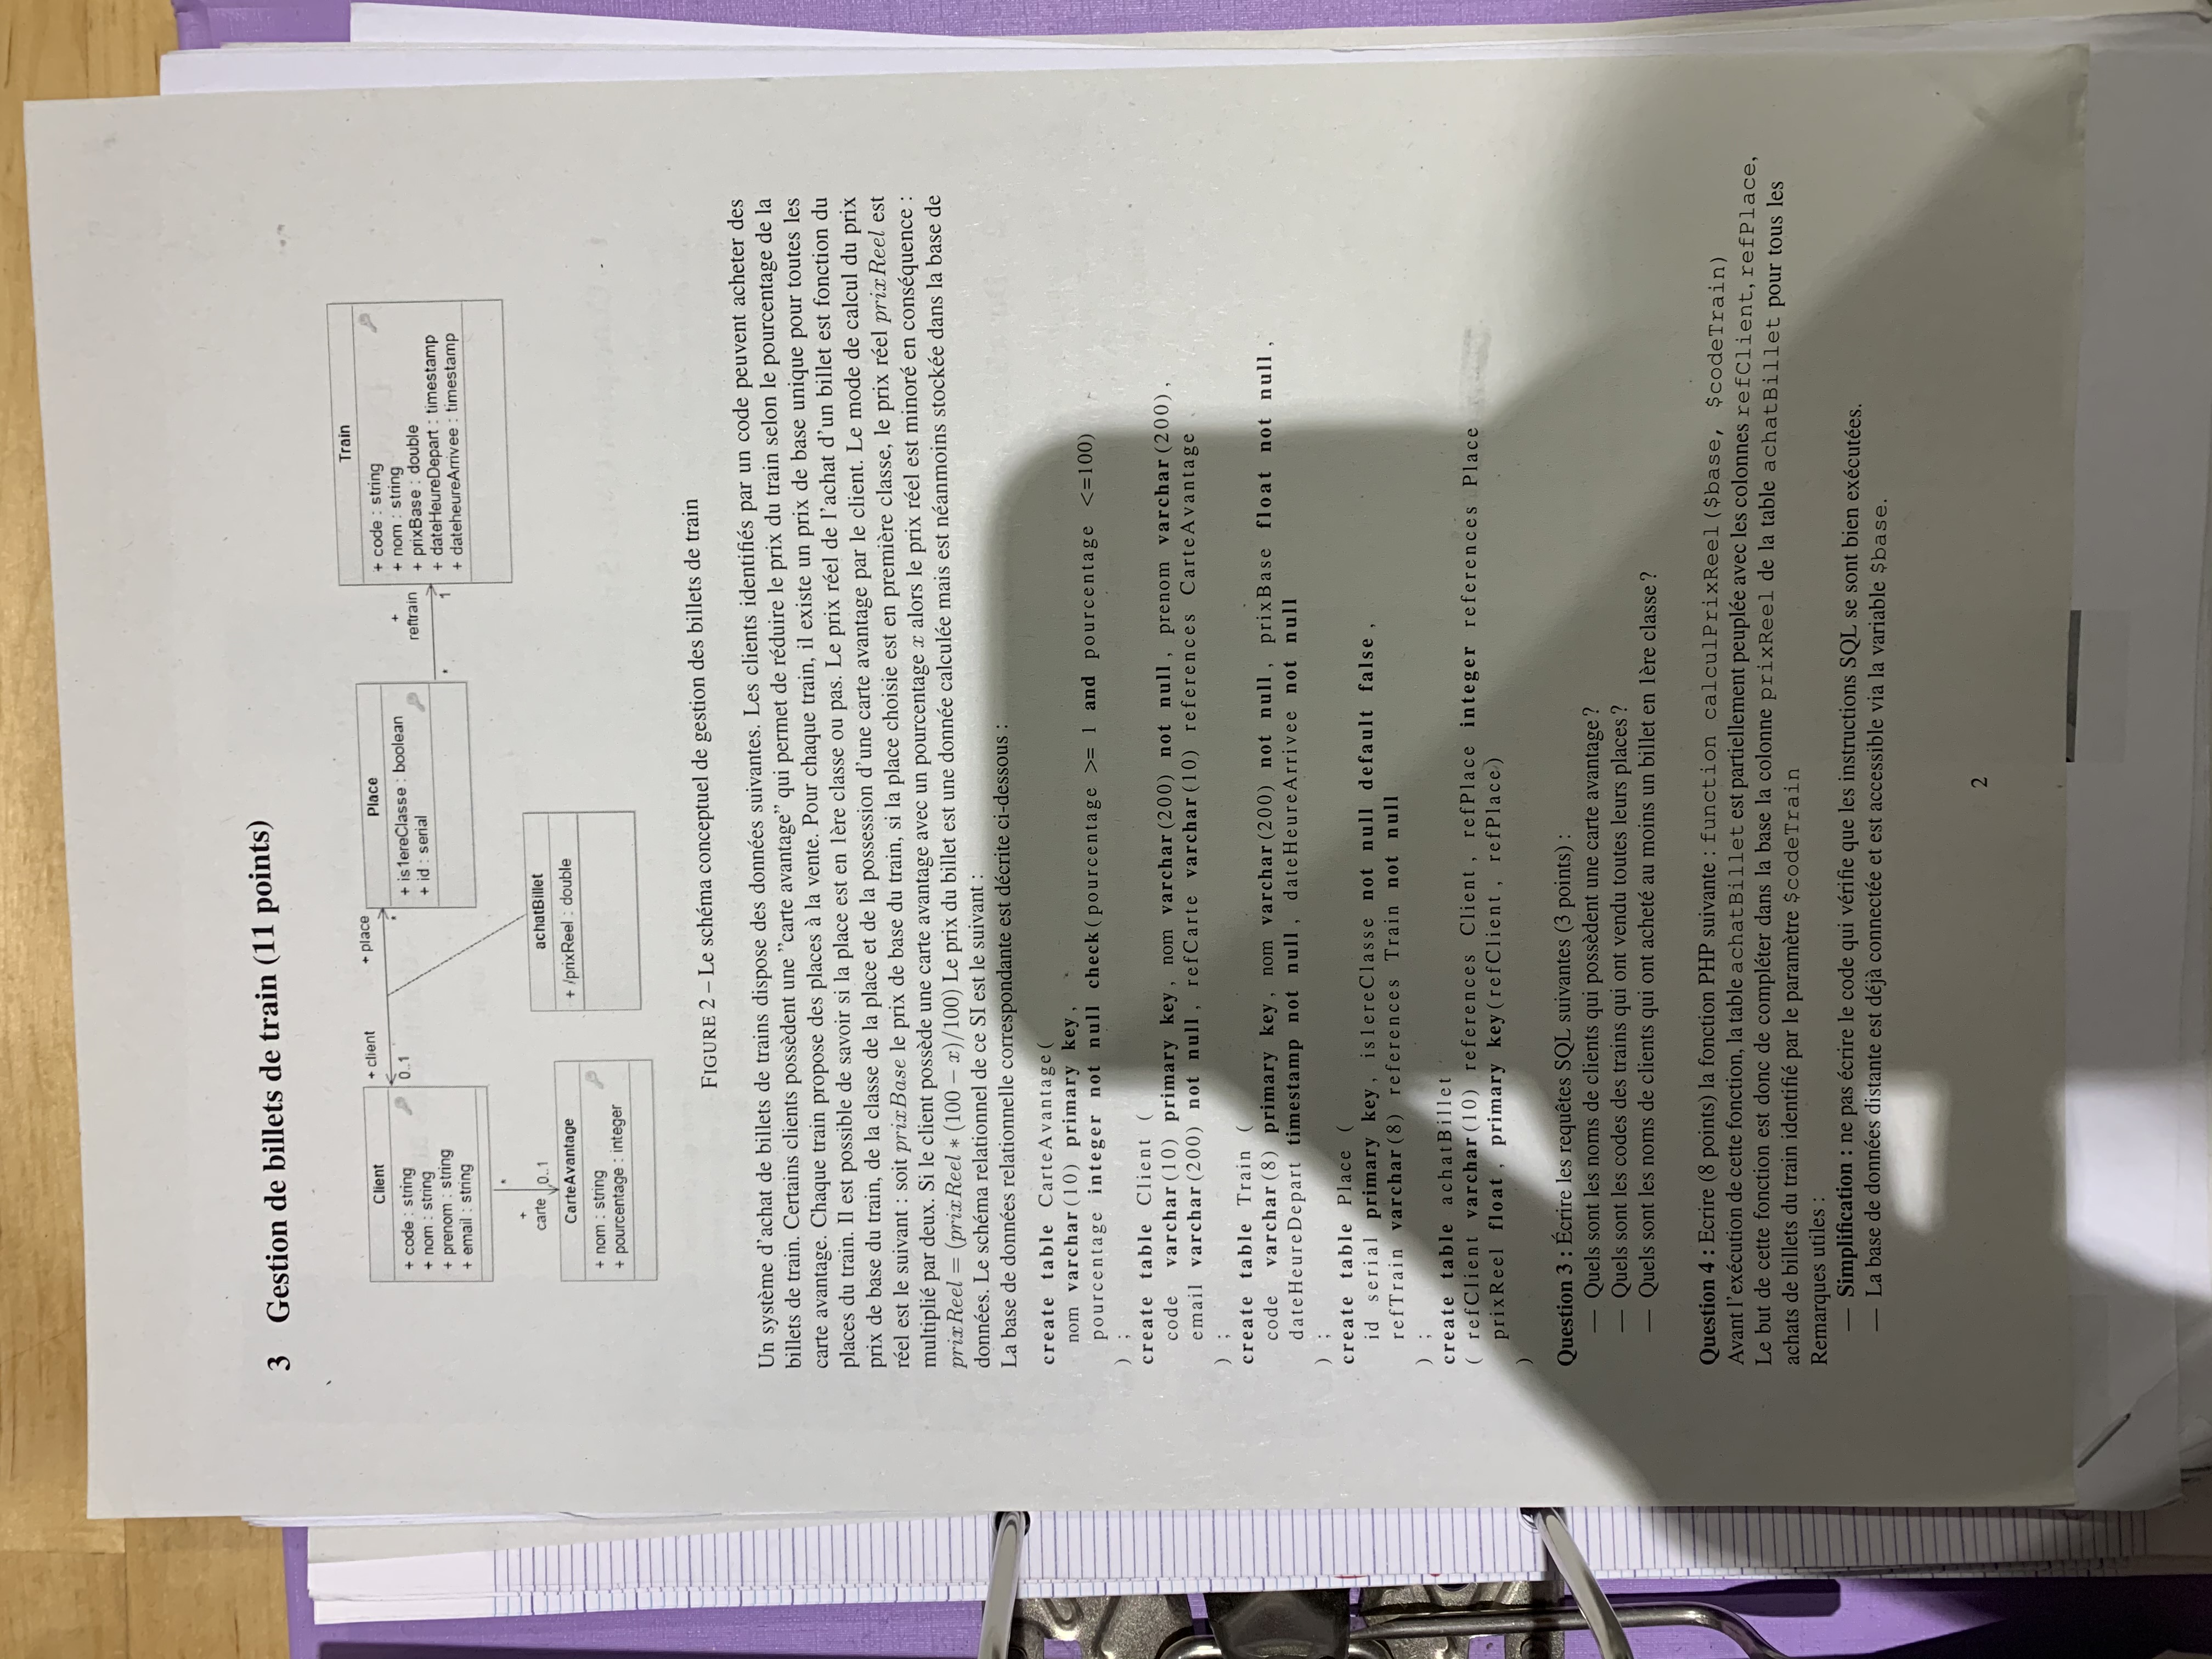 3 Gestion de billets de train (11 points)
Client
+ code : string
+ nom : string
+ prenom : string
+ email : string
+ client
0..1
+ place
*
Place
+ is1ereClasse : boolean
+ id : serial
*
+
reftrain
1
Train
+ code : string
+ nom : string
+ prixBase : double
+ dateHeureDepart : timestamp
+ dateheureArrivee : timestamp
*
+
carte
0..1
CarteAvantage
+ nom : string
+ pourcentage : integer
achatBillet
+ /prixReel : double
FIGURE 2 – Le schéma conceptuel de gestion des billets de train
Un système d'achat de billets de trains dispose des données suivantes. Les clients identifiés par un code peuvent acheter des
billets de train. Certains clients possèdent une "carte avantage" qui permet de réduire le prix du train selon le pourcentage de la
carte avantage. Chaque train propose des places à la vente. Pour chaque train, il existe un prix de base unique pour toutes les
places du train. Il est possible de savoir si la place est en 1ère classe ou pas. Le prix réel de l'achat d'un billet est fonction du
prix de base du train, de la classe de la place et de la possession d'une carte avantage par le client. Le mode de calcul du prix
réel est le suivant : soit prixBase le prix de base du train, si la place choisie est en première classe, le prix réel prixReel est
multiplié par deux. Si le client possède une carte avantage avec un pourcentage x alors le prix réel est minoré en conséquence :
prixReel = (prixReel ∗ (100 − x)/100) Le prix du billet est une donnée calculée mais est néanmoins stockée dans la base de
données. Le schéma relationnel de ce SI est le suivant :
La base de données relationnelle correspondante est décrite ci-dessous :
create table CarteAvantage(
nom varchar(10) primary key,
pourcentage integer not null check(pourcentage >= 1 and pourcentage <=100)
) ;
create table Client (
code varchar(10) primary key, nom varchar(200) not null, prenom varchar(200),
email varchar(200) not null, refCarte varchar(10) references CarteAvantage
) ;
create table Train (
code varchar(8) primary key, nom varchar(200) not null, prixBase float not null,
dateHeureDepart timestamp not null, dateHeureArrivee not null
) ;
create table Place (
id serial primary key, is1ereClasse not null default false,
refTrain varchar(8) references Train not null
) ;
create table achatBillet
( refClient varchar(10) references Client, refPlace integer references Place
prixReel float, primary key(refClient, refPlace)
)
Question 3 : Écrire les requêtes SQL suivantes (3 points) :
— Quels sont les noms de clients qui possèdent une carte avantage ?
— Quels sont les codes des trains qui ont vendu toutes leurs places ?
— Quels sont les noms de clients qui ont acheté au moins un billet en 1ère classe ?
Question 4 : Ecrire (8 points) la fonction PHP suivante : function calculPrixReel($base, $codeTrain)
Avant l'exécution de cette fonction, la table achatBillet est partiellement peuplée avec les colonnes refClient, refPlace,
Le but de cette fonction est donc de compléter dans la base la colonne prixReel de la table achatBillet pour tous les
achats de billets du train identifié par le paramètre $codeTrain
Remarques utiles :
— Simplification : ne pas écrire le code qui vérifie que les instructions SQL se sont bien exécutées.
— La base de données distante est déjà connectée et est accessible via la variable $base.
2